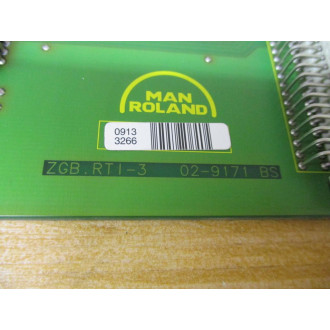 MAN
ROLAND
0913
3266
ZGB.RTI-3 02-9171 BS